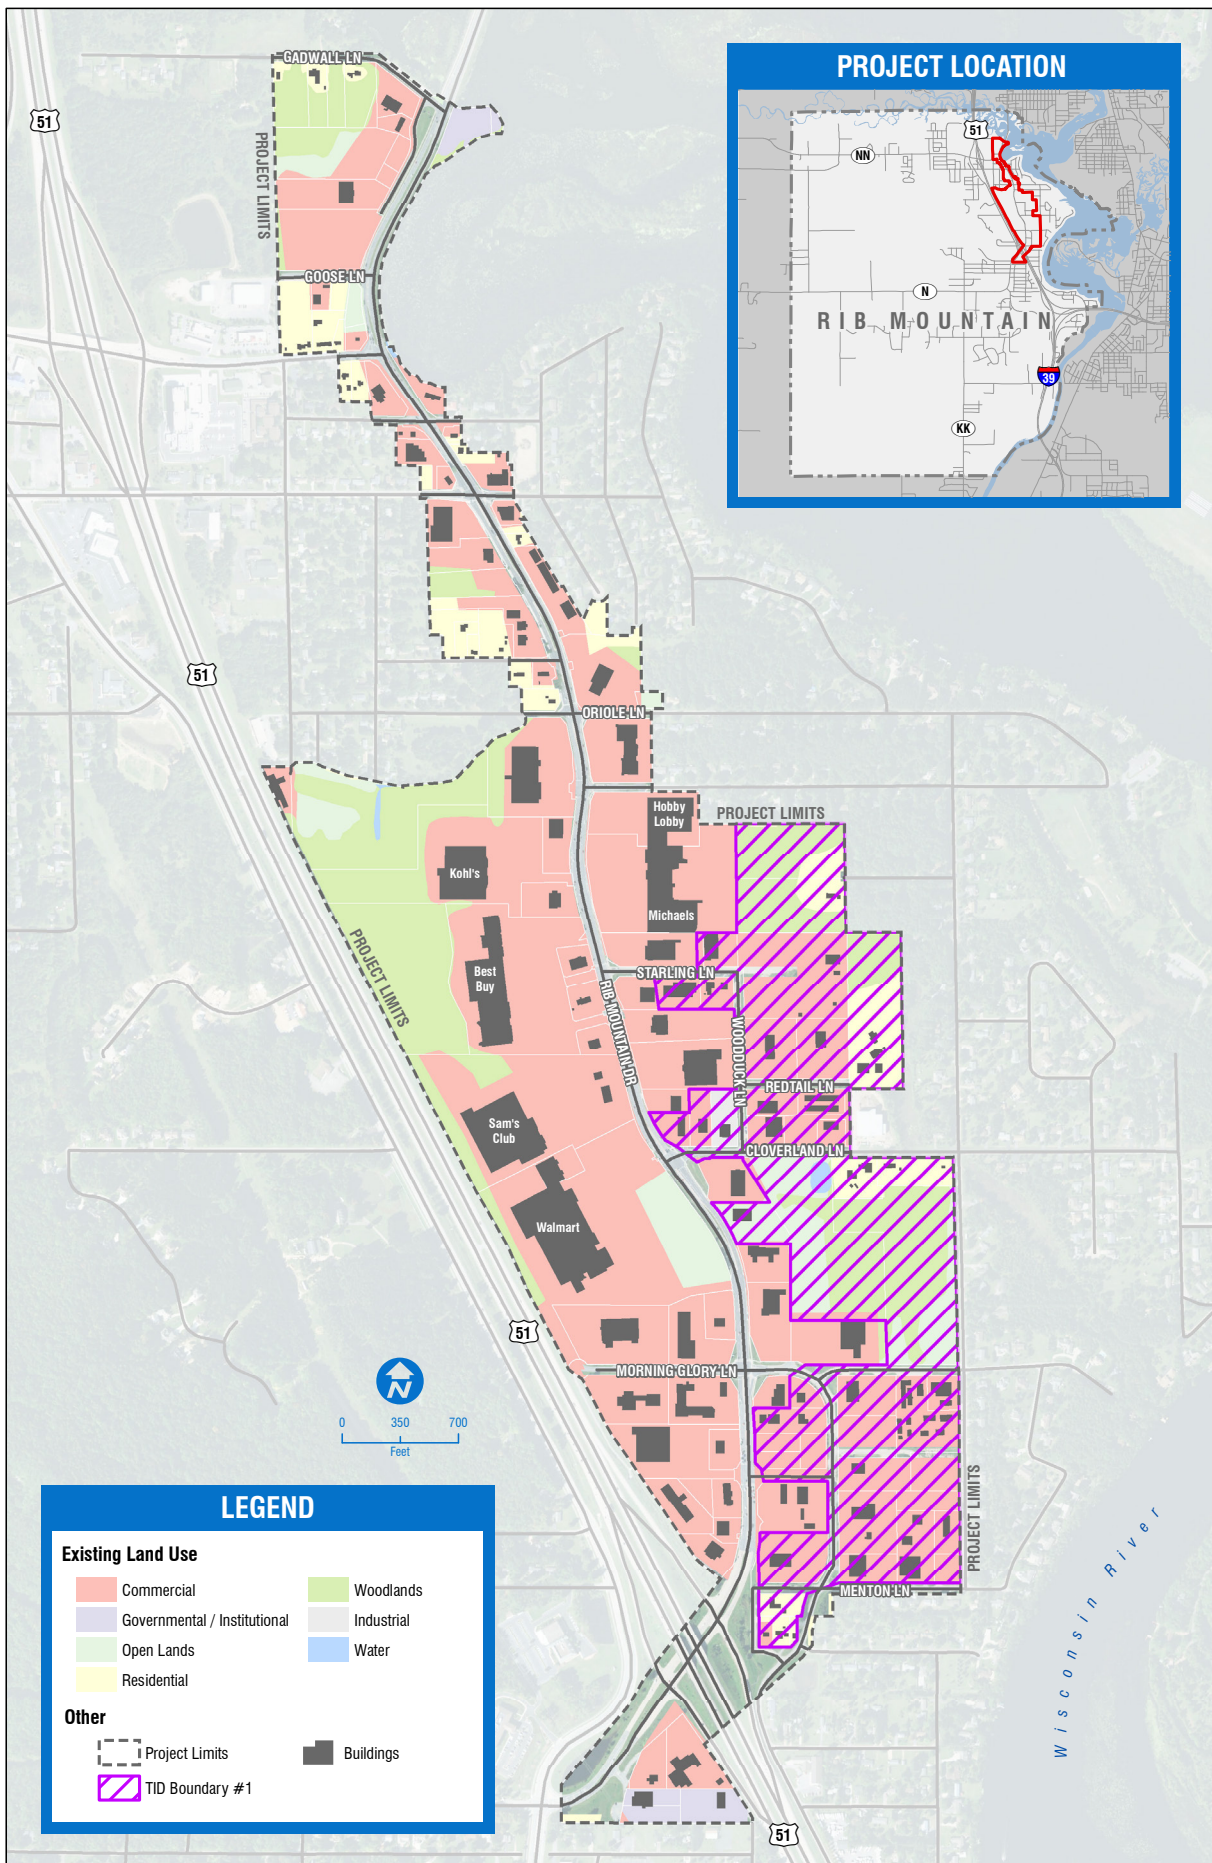 GADWALL LN
51
PROJECT LIMITS
GOOSE LN
PROJECT LOCATION
51
NN
N
RIB MOUNTAIN
39
KK
51
ORIOLE LN
Hobby
Lobby
PROJECT LIMITS
Kohl's
Michaels
PROJECT LIMITS
Best
Buy
STARLING LN
RIB MOUNTAIN DR
WOODDUCK LN
REDTAIL LN
Sam's
Club
CLOVERLAND LN
Walmart
51
MORNING GLORY LN
N
0 350 700
Feet
PROJECT LIMITS
MENTON LN
Wisconsin River
51
LEGEND
Existing Land Use
Commercial
Governmental / Institutional
Open Lands
Residential
Woodlands
Industrial
Water
Other
Project Limits
Buildings
TID Boundary #1